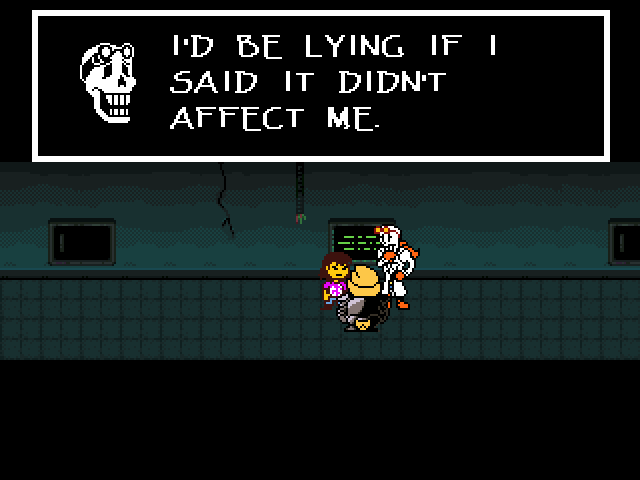 I'D BE LYING IF I
SAID IT DIDN'T
AFFECT ME.